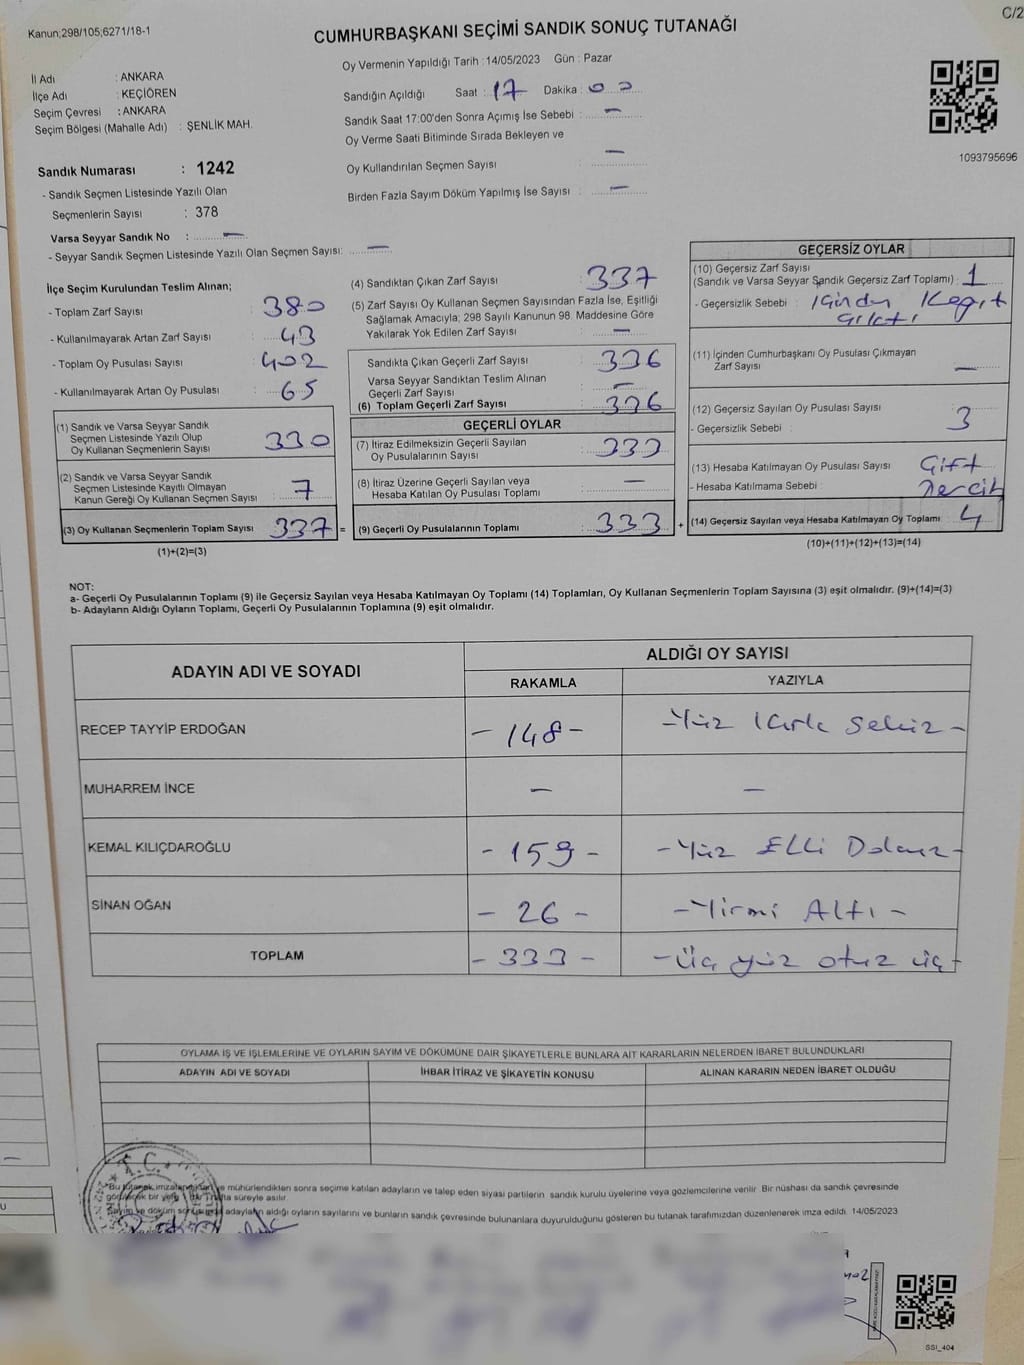 Kanun;298/105;6271/18-1
C/2
CUMHURBAŞKANI SEÇİMİ SANDIK SONUÇ TUTANAĞI
İl Adı : ANKARA
İlçe Adı : KEÇİÖREN
Seçim Çevresi : ANKARA
Seçim Bölgesi (Mahalle Adı) : ŞENLİK MAH.
Oy Vermenin Yapıldığı Tarih : 14/05/2023 Gün : Pazar
Sandığın Açıldığı Saat : 17 Dakika : 00
Sandık Saat 17:00'den Sonra Açımış İse Sebebi : —
Oy Verme Saati Bitiminde Sırada Bekleyen ve
Oy Kullandırılan Seçmen Sayısı —
Birden Fazla Sayım Döküm Yapılmış İse Sayısı : —
1093795696
Sandık Numarası : 1242
- Sandık Seçmen Listesinde Yazılı Olan
Seçmenlerin Sayısı : 378
Varsa Seyyar Sandık No : —
- Seyyar Sandık Seçmen Listesinde Yazılı Olan Seçmen Sayısı: —
İlçe Seçim Kurulundan Teslim Alınan;
- Toplam Zarf Sayısı : 380
- Kullanılmayarak Artan Zarf Sayısı : 43
- Toplam Oy Pusulası Sayısı : 402
- Kullanılmayarak Artan Oy Pusulası : 65
(1) Sandık ve Varsa Seyyar Sandık
Seçmen Listesinde Yazılı Olup
Oy Kullanan Seçmenlerin Sayısı : 330
(2) Sandık ve Varsa Seyyar Sandık
Seçmen Listesinde Kayıtlı Olmayan
Kanun Gereği Oy Kullanan Seçmen Sayısı : 7
(3) Oy Kullanan Seçmenlerin Toplam Sayısı : 337 =
(1)+(2)=(3)
(4) Sandıktan Çıkan Zarf Sayısı : 337
(5) Zarf Sayısı Oy Kullanan Seçmen Sayısından Fazla İse, Eşitliği
Sağlamak Amacıyla; 298 Sayılı Kanunun 98. Maddesine Göre
Yakılarak Yok Edilen Zarf Sayısı : —
Sandıkta Çıkan Geçerli Zarf Sayısı : 336
Varsa Seyyar Sandıktan Teslim Alınan
Geçerli Zarf Sayısı : —
(6) Toplam Geçerli Zarf Sayısı : 336
GEÇERLİ OYLAR
(7) İtiraz Edilmeksizin Geçerli Sayılan
Oy Pusulalarının Sayısı : 333
(8) İtiraz Üzerine Geçerli Sayılan veya
Hesaba Katılan Oy Pusulası Toplamı : —
(9) Geçerli Oy Pusulalarının Toplamı : 333 +
GEÇERSİZ OYLAR
(10) Geçersiz Zarf Sayısı
(Sandık ve Varsa Seyyar Sandık Geçersiz Zarf Toplamı) : 1
- Geçersizlik Sebebi : içinden Kağıt
Çıktı
(11) İçinden Cumhurbaşkanı Oy Pusulası Çıkmayan
Zarf Sayısı —
(12) Geçersiz Sayılan Oy Pusulası Sayısı : 3
- Geçersizlik Sebebi :
(13) Hesaba Katılmayan Oy Pusulası Sayısı : Çift
- Hesaba Katılmama Sebebi : Tercih
(14) Geçersiz Sayılan veya Hesaba Katılmayan Oy Toplamı : 4
(10)+(11)+(12)+(13)=(14)
NOT:
a- Geçerli Oy Pusulalarının Toplamı (9) ile Geçersiz Sayılan veya Hesaba Katılmayan Oy Toplamı (14) Toplamları, Oy Kullanan Seçmenlerin Toplam Sayısına (3) eşit olmalıdır. (9)+(14)=(3)
b- Adayların Aldığı Oyların Toplamı, Geçerli Oy Pusulalarının Toplamına (9) eşit olmalıdır.
ADAYIN ADI VE SOYADI
ALDIĞI OY SAYISI
RAKAMLA YAZIYLA
RECEP TAYYİP ERDOĞAN - 148 - - Yüz Kırk Sekiz -
MUHARREM İNCE — —
KEMAL KILIÇDAROĞLU - 159 - - Yüz Elli Dokuz -
SİNAN OĞAN - 26 - - Yirmi Altı -
TOPLAM - 333 - - Üç yüz otuz üç -
OYLAMA İŞ VE İŞLEMLERİNE VE OYLARIN SAYIM VE DÖKÜMÜNE DAİR ŞİKAYETLERLE BUNLARA AİT KARARLARIN NELERDEN İBARET BULUNDUKLARI
ADAYIN ADI VE SOYADI İHBAR İTİRAZ VE ŞİKAYETİN KONUSU ALINAN KARARIN NEDEN İBARET OLDUĞU
T.C.
mühürlendikten sonra seçime katılan adayların ve talep eden siyasi partilerin sandık kurulu üyelerine veya gözlemcilerine verilir. Bir nüshası da sandık çevresinde
süreyle asılır.
adayların aldığı oyların sayılarını ve bunların sandık çevresinde bulunanlara duyurulduğunu gösteren bu tutanak tarafımızdan düzenlenerek imza edildi. 14/05/2023
SSI_404